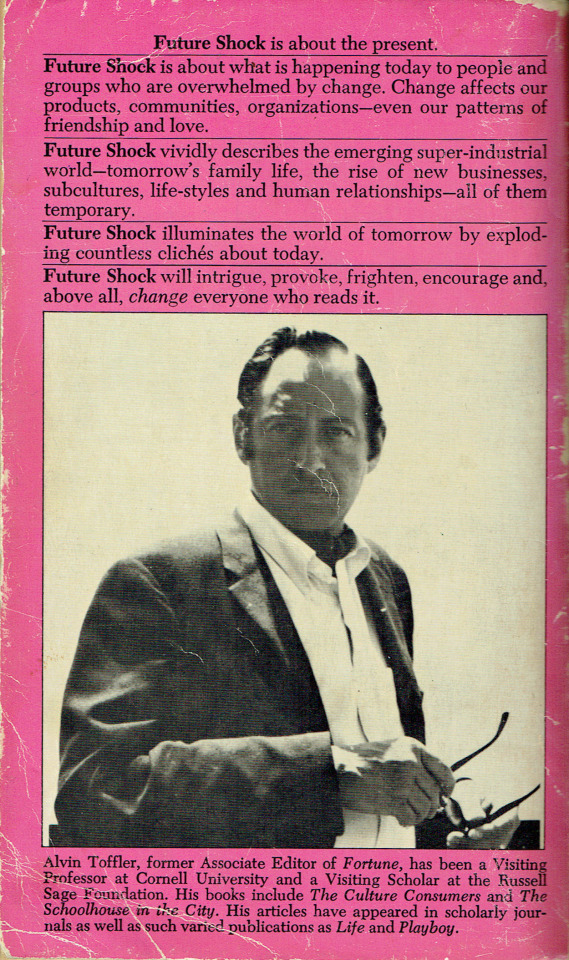 Future Shock is about the present.
Future Shock is about what is happening today to people and
groups who are overwhelmed by change. Change affects our
products, communities, organizations—even our patterns of
friendship and love.
Future Shock vividly describes the emerging super-industrial
world—tomorrow's family life, the rise of new businesses,
subcultures, life-styles and human relationships—all of them
temporary.
Future Shock illuminates the world of tomorrow by explod-
ing countless clichés about today.
Future Shock will intrigue, provoke, frighten, encourage and,
above all, change everyone who reads it.
Alvin Toffler, former Associate Editor of Fortune, has been a Visiting
Professor at Cornell University and a Visiting Scholar at the Russell
Sage Foundation. His books include The Culture Consumers and The
Schoolhouse in the City. His articles have appeared in scholarly jour-
nals as well as such varied publications as Life and Playboy.